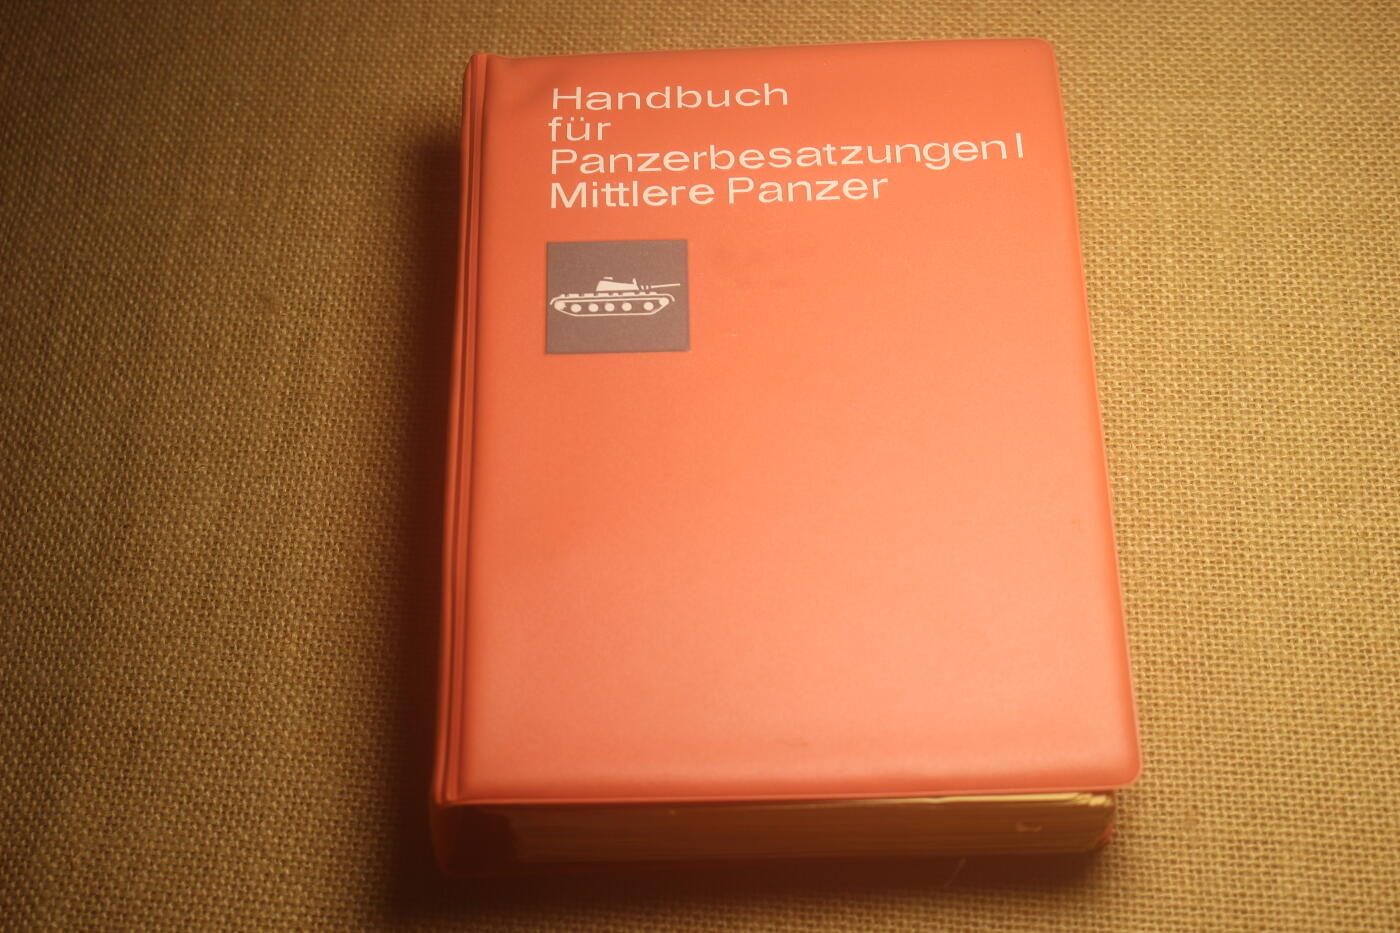 Handbuch
für
Panzerbesatzungen I
Mittlere Panzer